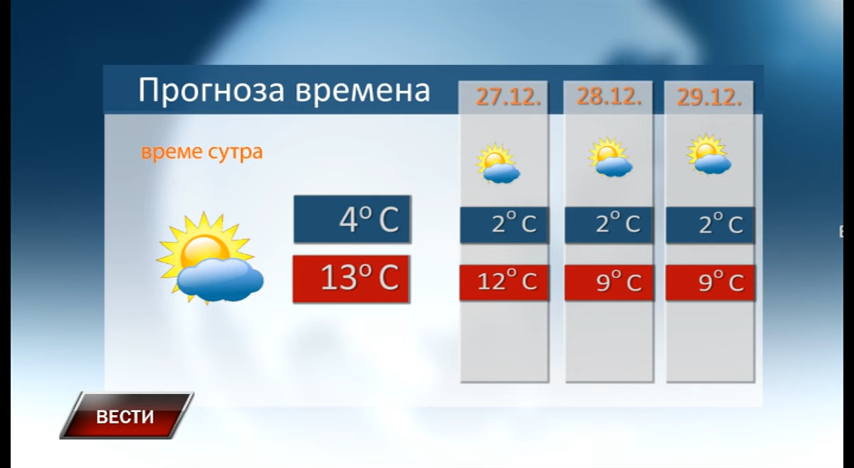 Прогноза времена
време сутра
4° C
13° C
27.12.
2° C
12° C
28.12.
2° C
9° C
29.12.
2° C
9° C
ВЕСТИ